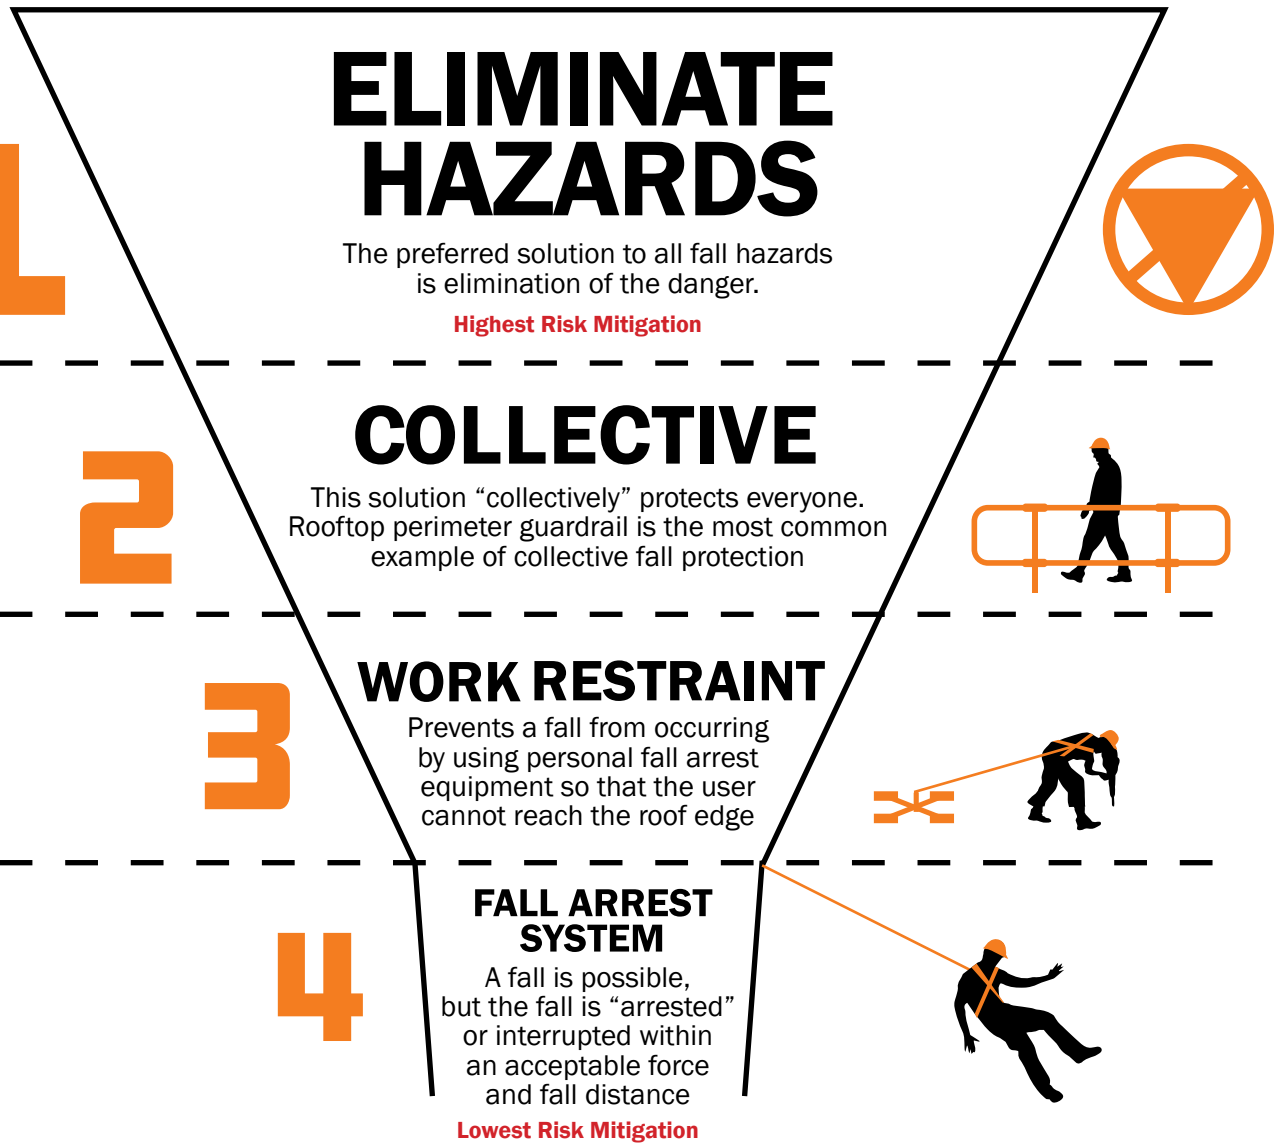 1
ELIMINATE
HAZARDS
The preferred solution to all fall hazards
is elimination of the danger.
Highest Risk Mitigation
2
COLLECTIVE
This solution “collectively” protects everyone.
Rooftop perimeter guardrail is the most common
example of collective fall protection
3
WORK RESTRAINT
Prevents a fall from occurring
by using personal fall arrest
equipment so that the user
cannot reach the roof edge
4
FALL ARREST
SYSTEM
A fall is possible,
but the fall is “arrested”
or interrupted within
an acceptable force
and fall distance
Lowest Risk Mitigation